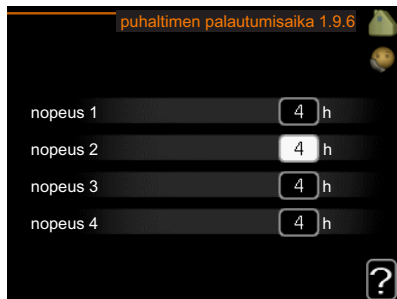 puhaltimen palautumisaika 1.9.6
nopeus 1 4 h
nopeus 2 4 h
nopeus 3 4 h
nopeus 4 4 h
?